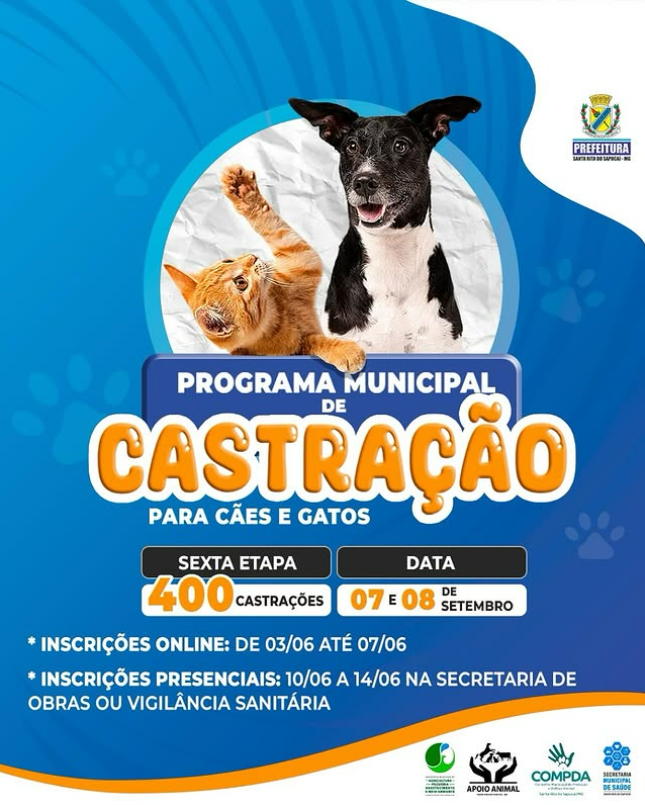 PREFEITURA
SANTA RITA DO SAPUCAÍ - MG
PROGRAMA MUNICIPAL
DE
CASTRAÇÃO
PARA CÃES E GATOS
SEXTA ETAPA
400 CASTRAÇÕES
DATA
07 E 08 DE SETEMBRO
* INSCRIÇÕES ONLINE: DE 03/06 ATÉ 07/06
* INSCRIÇÕES PRESENCIAIS: 10/06 A 14/06 NA SECRETARIA DE
OBRAS OU VIGILÂNCIA SANITÁRIA
APOIO ANIMAL
COMPDA
SECRETARIA
MUNICIPAL
DE SAÚDE